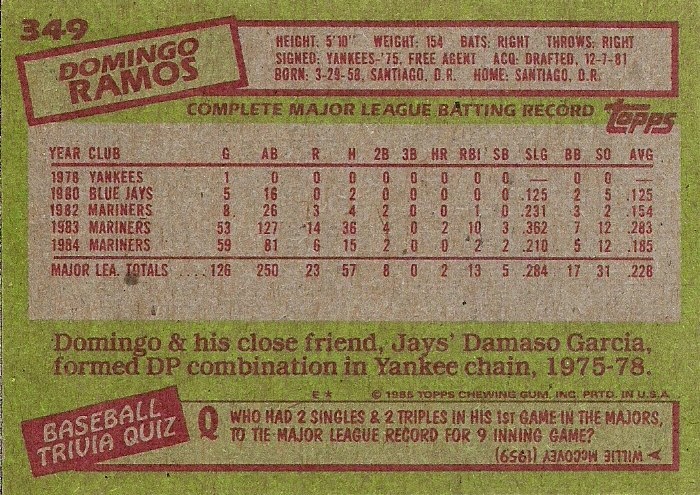 349
DOMINGO
RAMOS
HEIGHT: 5'10" WEIGHT: 154 BATS: RIGHT THROWS: RIGHT
SIGNED: YANKEES-'75, FREE AGENT ACQ: DRAFTED, 12-7-81
BORN: 3-29-58, SANTIAGO, D.R. HOME: SANTIAGO, D.R.
COMPLETE MAJOR LEAGUE BATTING RECORD
topps
YEAR CLUB G AB R H 2B 3B HR RBI SB SLG BB SO AVG
1978 YANKEES 1 0 0 0 0 0 0 0 0 — 0 0 —
1980 BLUE JAYS 5 16 0 2 0 0 0 0 0 .125 2 5 .125
1982 MARINERS 8 26 3 4 2 0 0 1 0 .231 3 2 .154
1983 MARINERS 53 127 14 36 4 0 2 10 3 .362 7 12 .283
1984 MARINERS 59 81 6 15 2 0 0 2 2 .210 5 12 .185
MAJOR LEA. TOTALS .... 126 250 23 57 8 0 2 13 5 .284 17 31 .228
Domingo & his close friend, Jays' Damaso Garcia,
formed DP combination in Yankee chain, 1975-78.
E★ © 1985 TOPPS CHEWING GUM, INC. PRTD. IN U.S.A.
BASEBALL
TRIVIA QUIZ
Q WHO HAD 2 SINGLES & 2 TRIPLES IN HIS 1ST GAME IN THE MAJORS,
TO TIE MAJOR LEAGUE RECORD FOR 9 INNING GAME?
A WILLIE McCOVEY (1959)